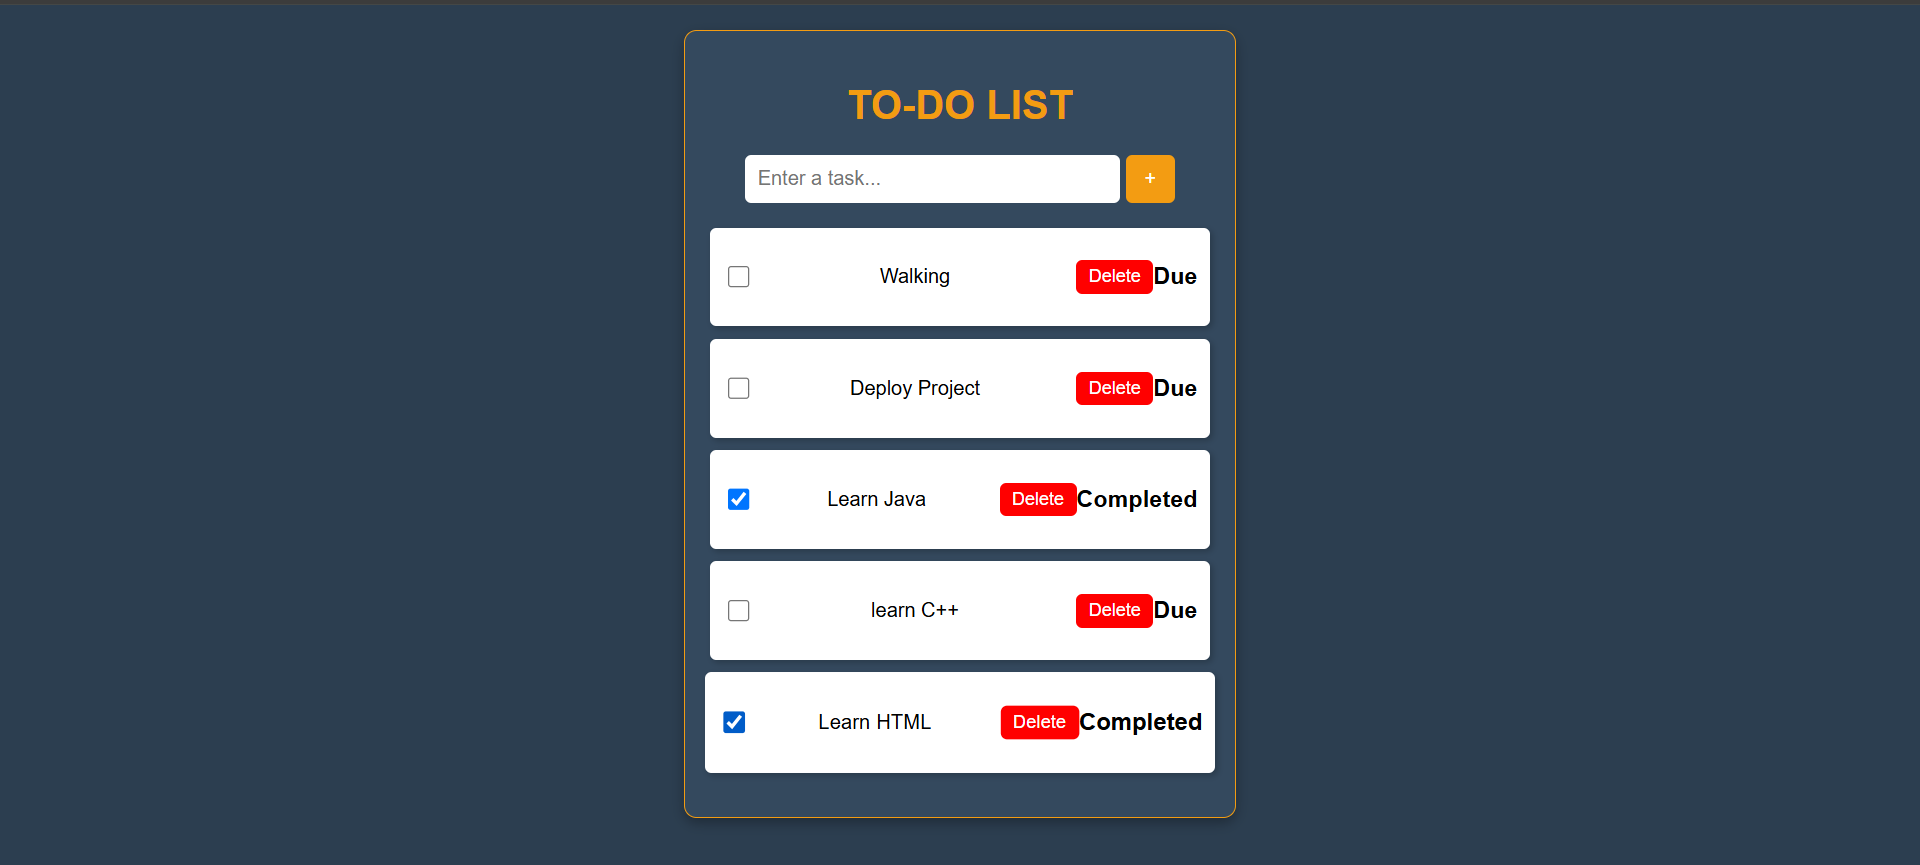 TO-DO LIST
Enter a task...
+
Walking Delete Due
Deploy Project Delete Due
Learn Java Delete Completed
learn C++ Delete Due
Learn HTML Delete Completed